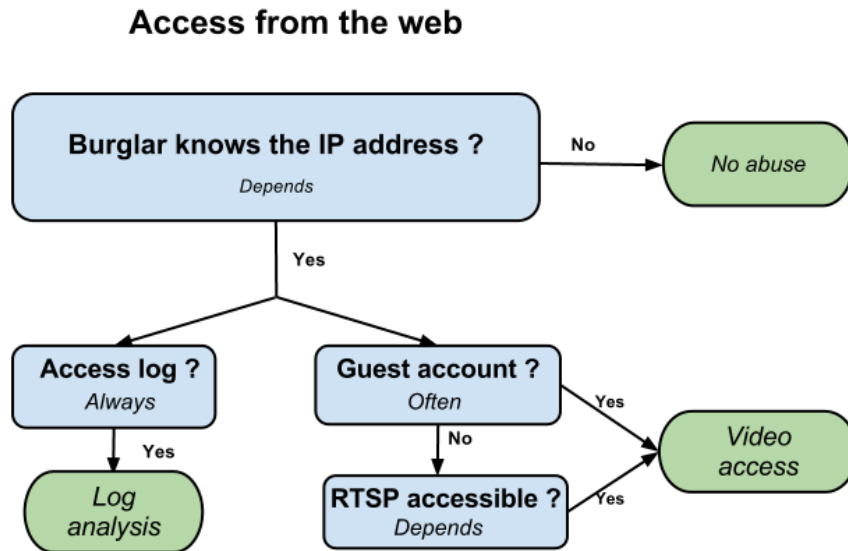 Access from the web
Burglar knows the IP address ?
Depends
No
No abuse
Yes
Access log ?
Always
Guest account ?
Often
Yes
Yes
No
Video
access
Log
analysis
RTSP accessible ?
Depends
Yes